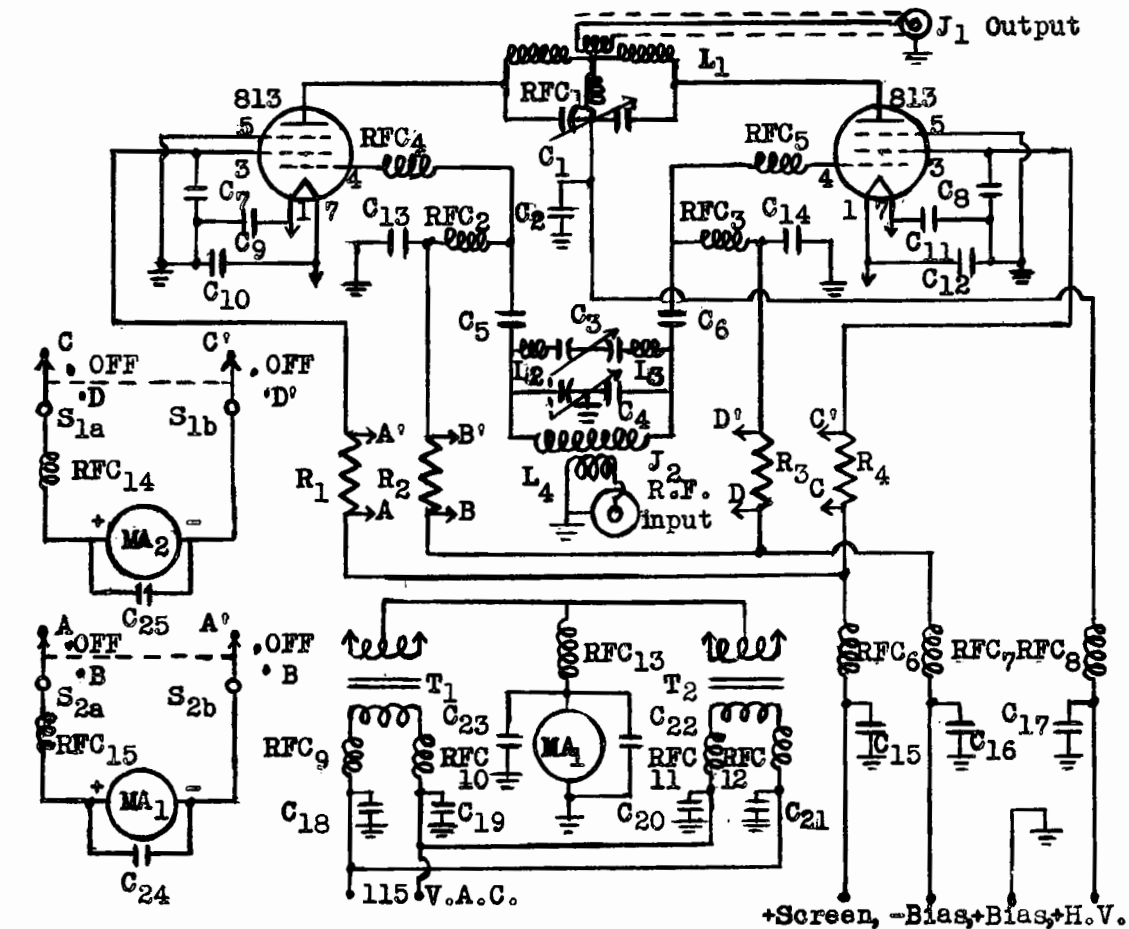 J1 Output
L1
RFC1
813
813
5
5
RFC4
RFC5
3
3
4
4
C1
C7
C8
1
7
1
7
C13
RFC2
C2
RFC3
C14
C9
C11
C10
C12
C5
C3
C6
C
C'
.OFF
.OFF
L2
L3
.D
'D'
C4
S1a
S1b
A'
B'
D'
C'
J2
RFC14
R1
R2
L4
R.F.
input
R3
R4
A
B
D
C
+
-
MA2
C25
A
A'
.OFF
.OFF
.B
.B
RFC13
RFC6
RFC7
RFC8
S2a
S2b
T1
T2
C23
C22
C17
RFC15
RFC9
RFC
10
MA1
RFC
11
RFC
12
C15
C16
+
-
MA1
C18
C19
C20
C21
C24
115 V.A.C.
+Screen, -Bias,+Bias,+H.V.